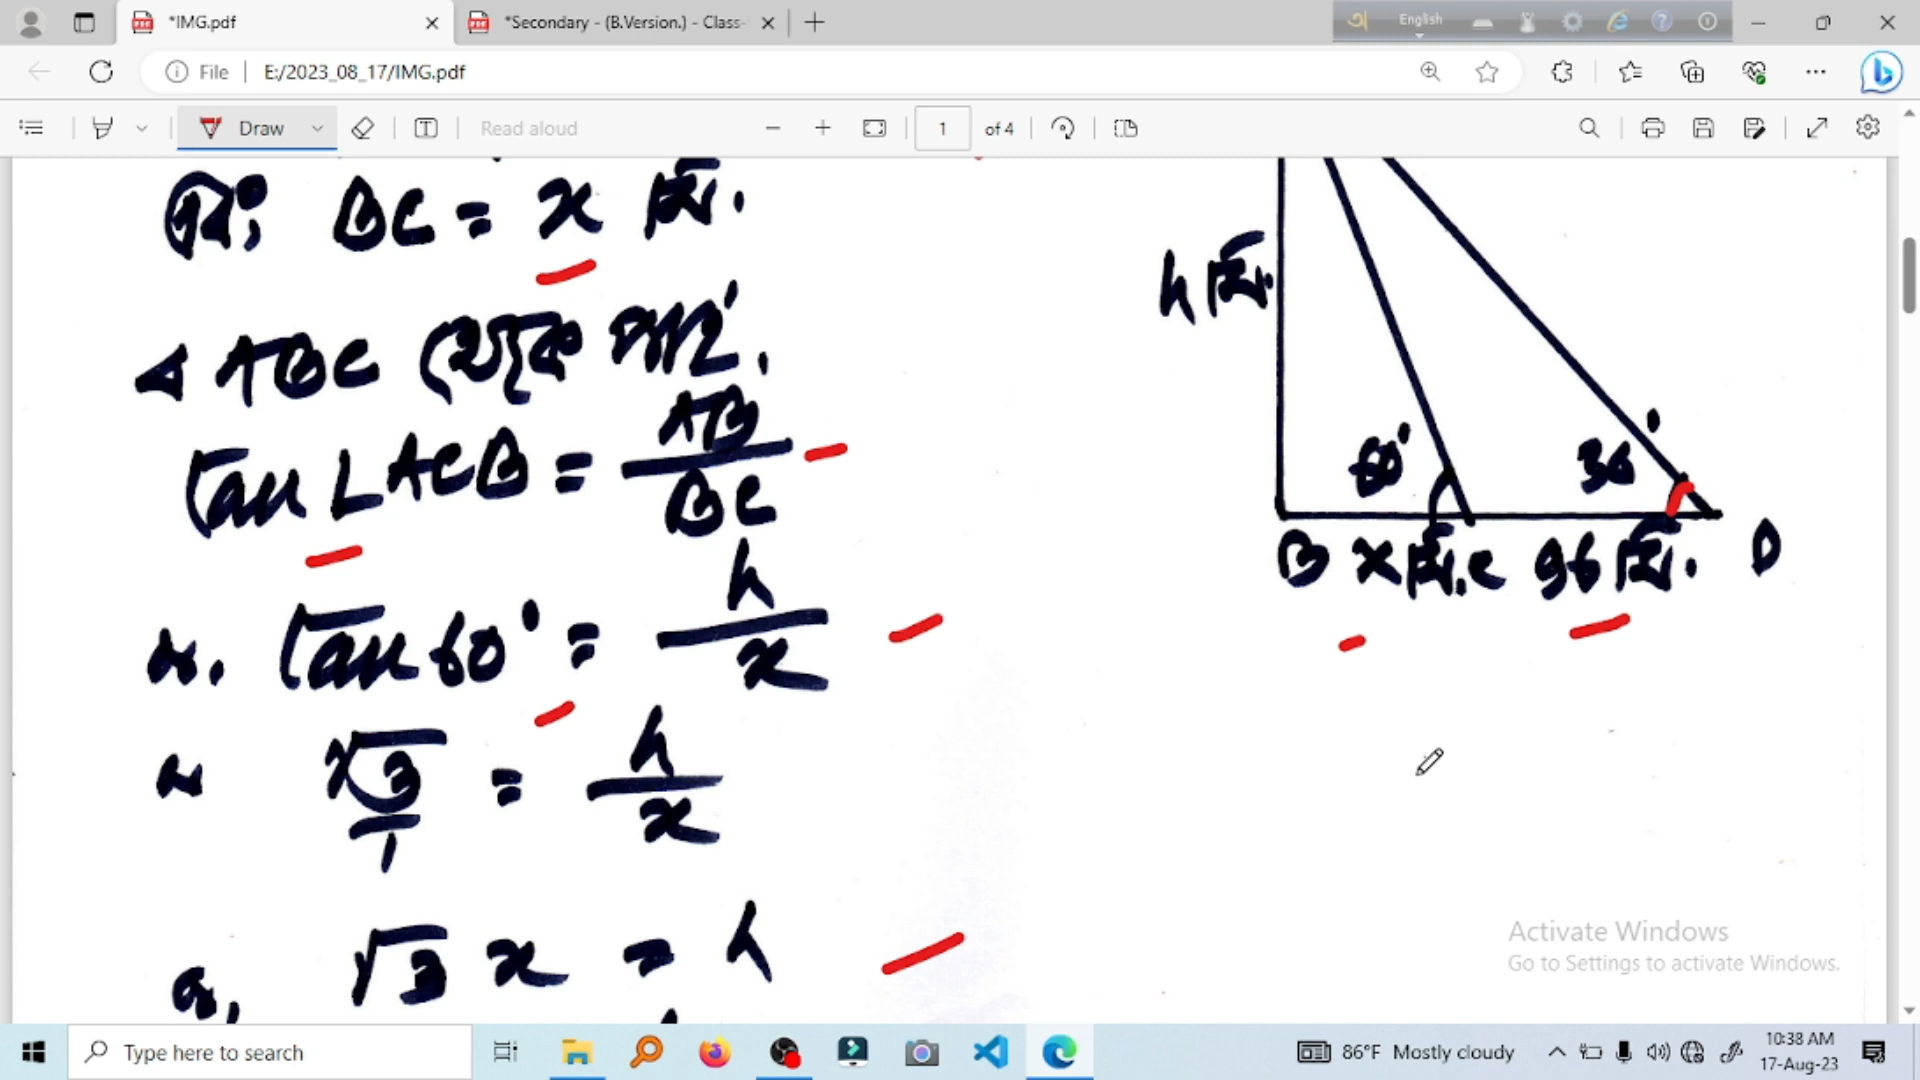 *IMG.pdf
*Secondary - (B.Version.) - Class-
English
File
E:/2023_08_17/IMG.pdf
Draw
Read aloud
1 of 4
BC = x মি.
h মি.
△ ABC হইতে পাই,
tan ∠ACB = AB/BC
60° 30°
B x মি. C 96 মি. D
বা, tan 60° = h/x
বা √3/1 = h/x
বা, √3 x = h
Activate Windows
Go to Settings to activate Windows.
Type here to search
86°F Mostly cloudy
10:38 AM
17-Aug-23